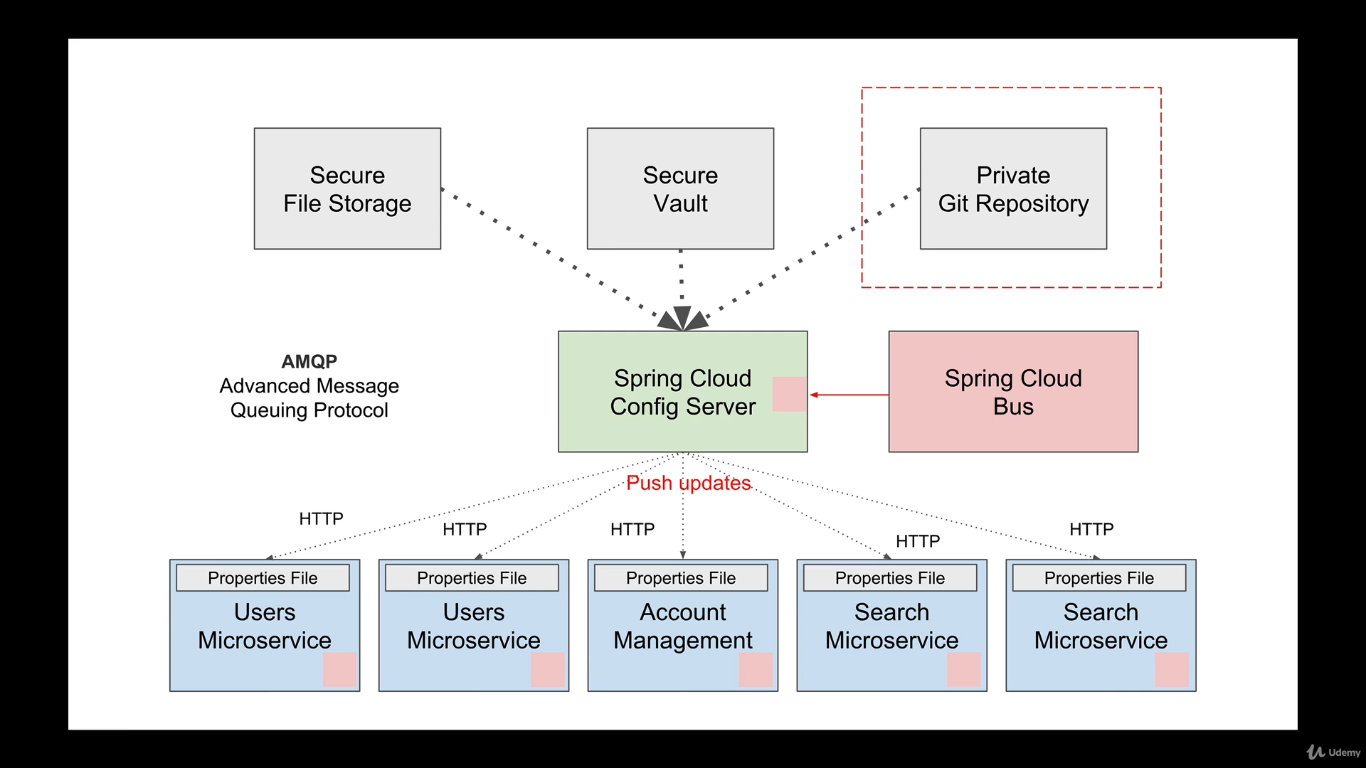 Secure
File Storage
Secure
Vault
Private
Git Repository
AMQP
Advanced Message
Queuing Protocol
Spring Cloud
Config Server
Spring Cloud
Bus
Push updates
HTTP
HTTP
HTTP
HTTP
HTTP
Properties File
Users
Microservice
Properties File
Users
Microservice
Properties File
Account
Management
Properties File
Search
Microservice
Properties File
Search
Microservice
Udemy